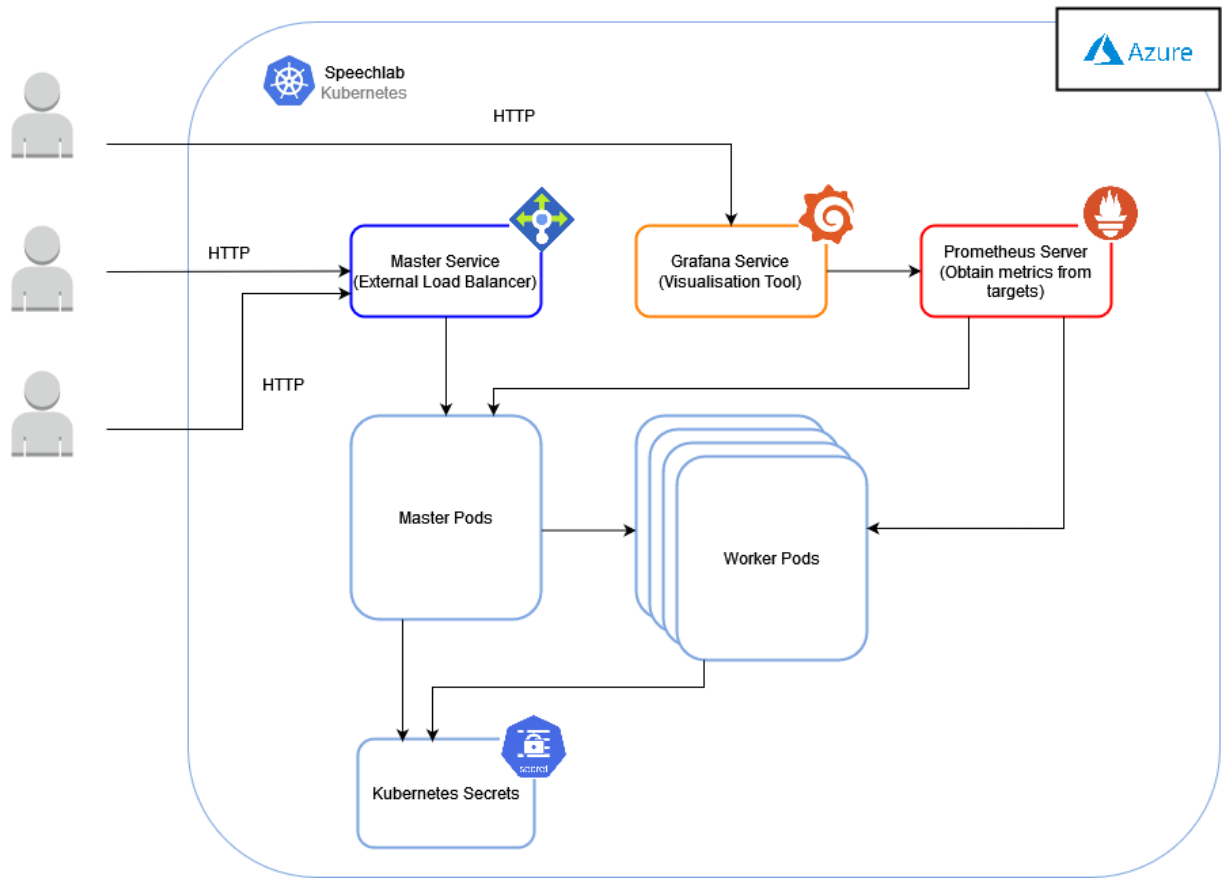 Azure
Speechlab
Kubernetes
HTTP
HTTP
HTTP
Master Service
(External Load Balancer)
Grafana Service
(Visualisation Tool)
Prometheus Server
(Obtain metrics from
targets)
Master Pods
Worker Pods
secret
Kubernetes Secrets